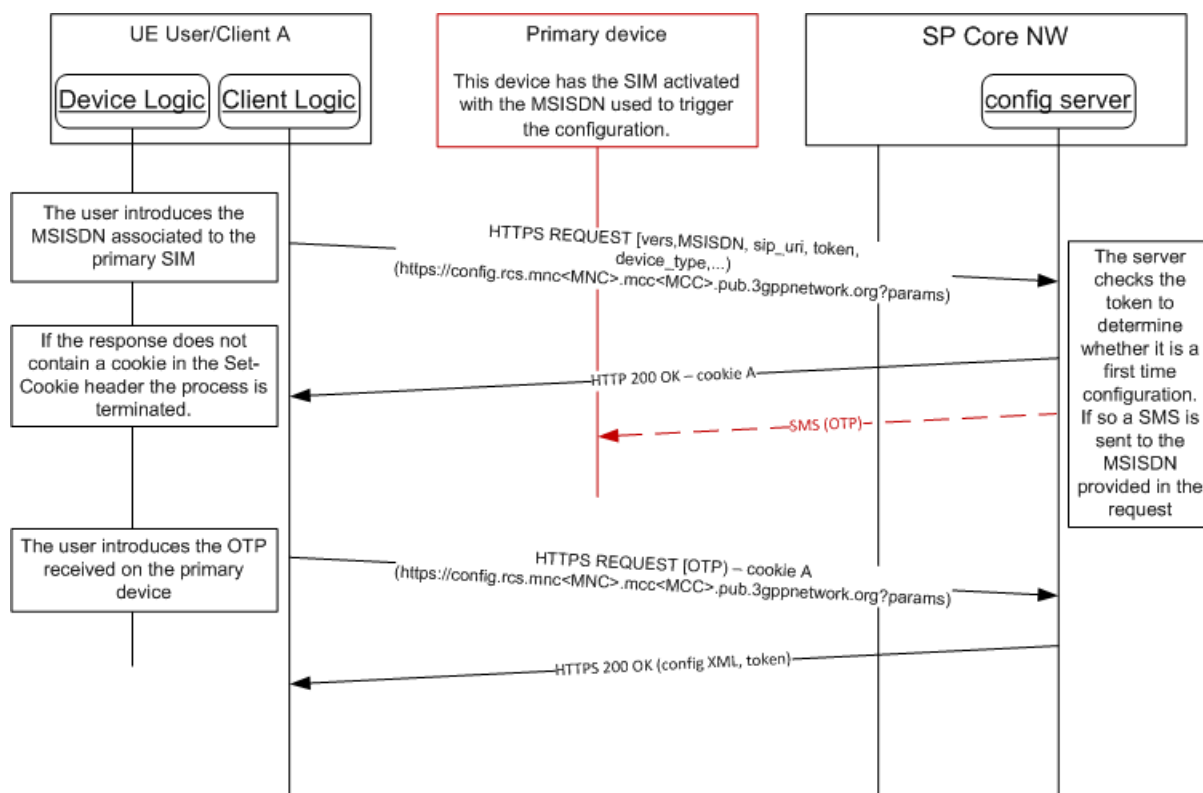 UE User/Client A
Device Logic
Client Logic
Primary device
This device has the SIM activated
with the MSISDN used to trigger
the configuration.
SP Core NW
config server
The user introduces the
MSISDN associated to the
primary SIM
HTTPS REQUEST [vers,MSISDN, sip_uri, token,
device_type,...)
(https://config.rcs.mnc<MNC>.mcc<MCC>.pub.3gppnetwork.org?params)
The server
checks the
token to
determine
whether it is a
first time
configuration.
If so a SMS is
sent to the
MSISDN
provided in the
request
If the response does not
contain a cookie in the Set-
Cookie header the process is
terminated.
HTTP 200 OK – cookie A
SMS (OTP)
The user introduces the OTP
received on the primary
device
HTTPS REQUEST [OTP) – cookie A
(https://config.rcs.mnc<MNC>.mcc<MCC>.pub.3gppnetwork.org?params)
HTTPS 200 OK (config XML, token)